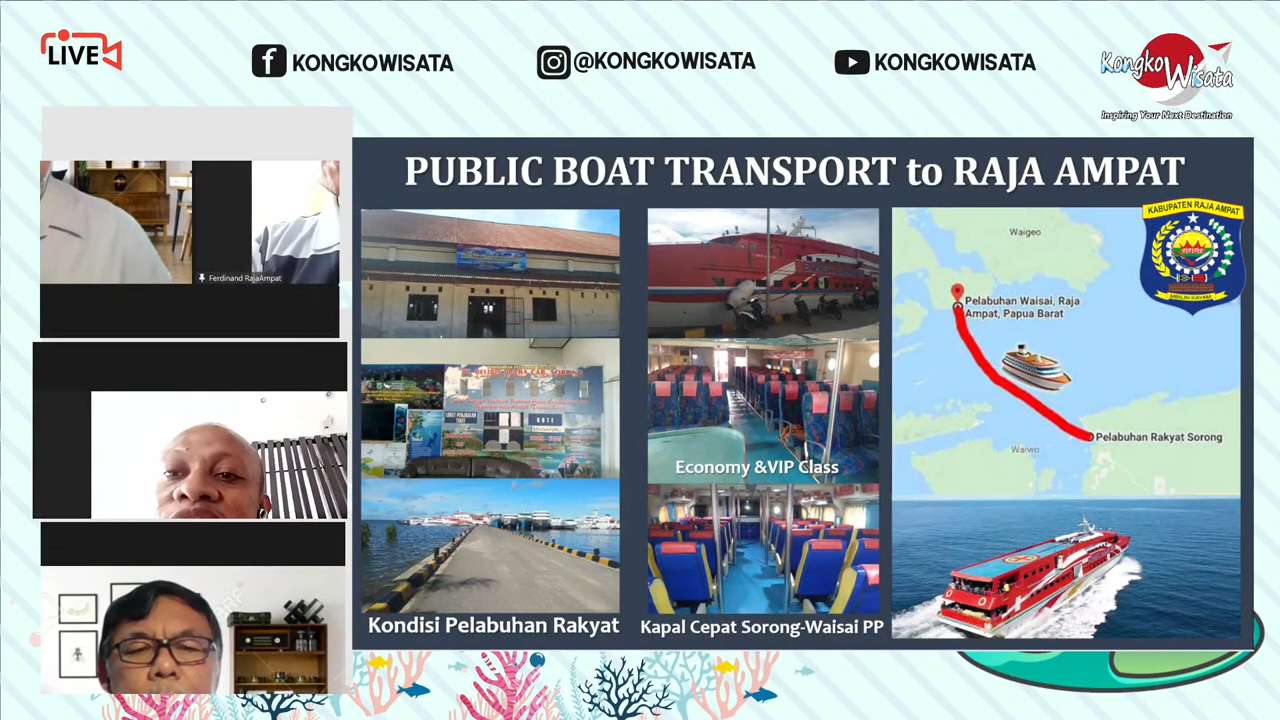 LIVE
KONGKOWISATA
@KONGKOWISATA
KONGKOWISATA
Kongko Wisata
Inspiring Your Next Destination
Ferdinand RajaAmpat
PUBLIC BOAT TRANSPORT to RAJA AMPAT
KABUPATEN RAJA AMPAT
MBILIN KAYAM
Waigeo
Pelabuhan Waisai, Raja
Ampat, Papua Barat
Pelabuhan Rakyat Sorong
Waiwo
Economy &VIP Class
Kondisi Pelabuhan Rakyat
Kapal Cepat Sorong-Waisai PP